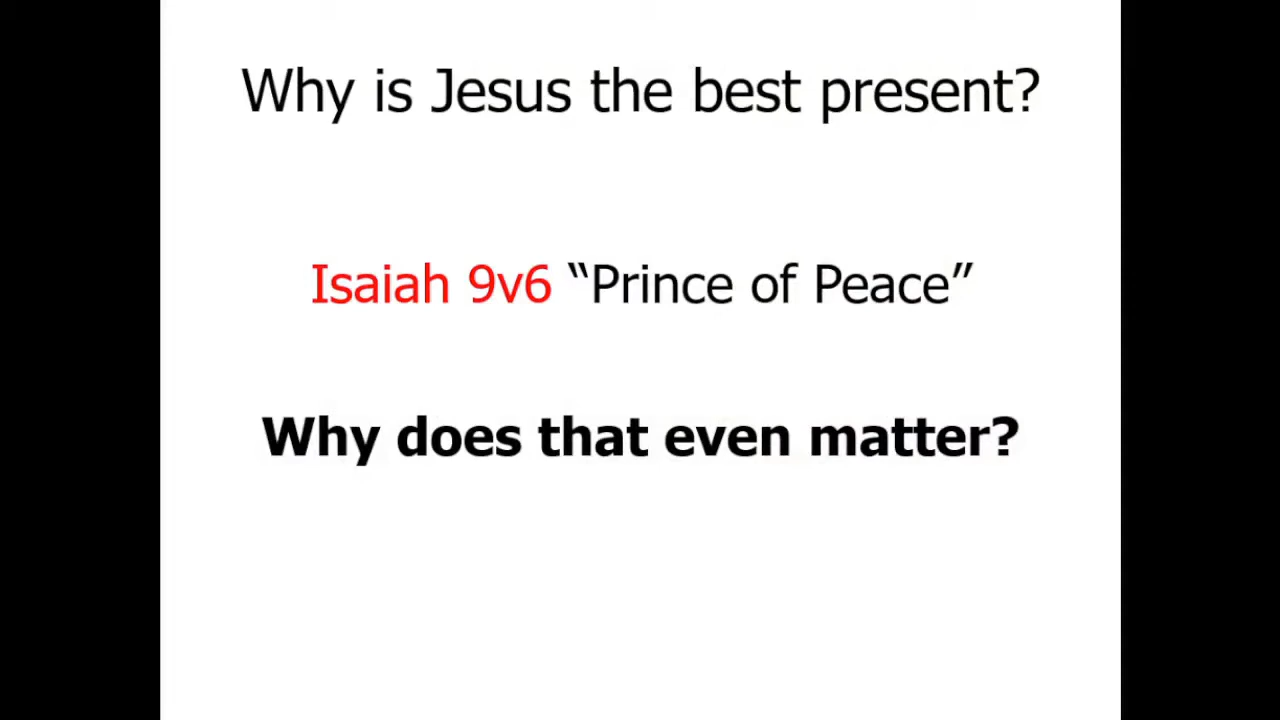 Why is Jesus the best present?
Isaiah 9v6 “Prince of Peace”
Why does that even matter?